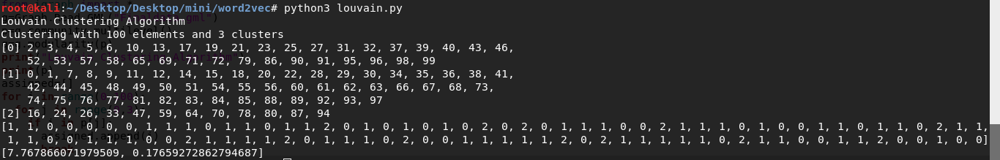 root@kali:~/Desktop/Desktop/mini/word2vec# python3 louvain.py
Louvain Clustering Algorithm
Clustering with 100 elements and 3 clusters
[0] 2, 3, 4, 5, 6, 10, 13, 17, 19, 21, 23, 25, 27, 31, 32, 37, 39, 40, 43, 46,
52, 53, 57, 58, 65, 69, 71, 72, 79, 86, 90, 91, 95, 96, 98, 99
[1] 0, 1, 7, 8, 9, 11, 12, 14, 15, 18, 20, 22, 28, 29, 30, 34, 35, 36, 38, 41,
42, 44, 45, 48, 49, 50, 51, 54, 55, 56, 60, 61, 62, 63, 66, 67, 68, 73,
74, 75, 76, 77, 81, 82, 83, 84, 85, 88, 89, 92, 93, 97
[2] 16, 24, 26, 33, 47, 59, 64, 70, 78, 80, 87, 94
[1, 1, 0, 0, 0, 0, 0, 1, 1, 1, 0, 1, 1, 0, 1, 1, 2, 0, 1, 0, 1, 0, 1, 0, 2, 0, 2, 0, 1, 1, 1, 0, 0, 2, 1, 1, 1, 0, 1, 0, 0, 1, 1, 0, 1, 1, 0, 2, 1, 1,
1, 1, 0, 0, 1, 1, 1, 0, 0, 2, 1, 1, 1, 1, 2, 0, 1, 1, 1, 0, 2, 0, 0, 1, 1, 1, 1, 1, 2, 0, 2, 1, 1, 1, 1, 1, 0, 2, 1, 1, 0, 0, 1, 1, 2, 0, 0, 1, 0, 0]
[7.767866071979509, 0.17659272862794687]